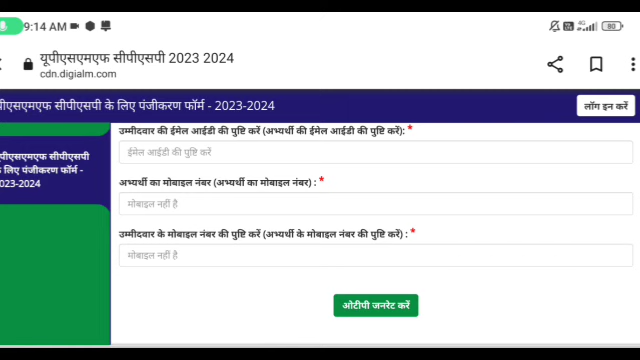 9:14 AM
4G
80
यूपीएसएमएफ सीपीएसपी 2023 2024
cdn.digialm.com
पीएसएमएफ सीपीएसपी के लिए पंजीकरण फॉर्म - 2023-2024
लॉग इन करें
उम्मीदवार की ईमेल आईडी की पुष्टि करें (अभ्यर्थी की ईमेल आईडी की पुष्टि करें): *
ईमेल आईडी की पुष्टि करें
पीएसएमएफ सीपीएसपी
लिए पंजीकरण फॉर्म -
023-2024
अभ्यर्थी का मोबाइल नंबर (अभ्यर्थी का मोबाइल नंबर) : *
मोबाइल नहीं है
उम्मीदवार के मोबाइल नंबर की पुष्टि करें (अभ्यर्थी के मोबाइल नंबर की पुष्टि करें) : *
मोबाइल नहीं है
ओटीपी जनरेट करें